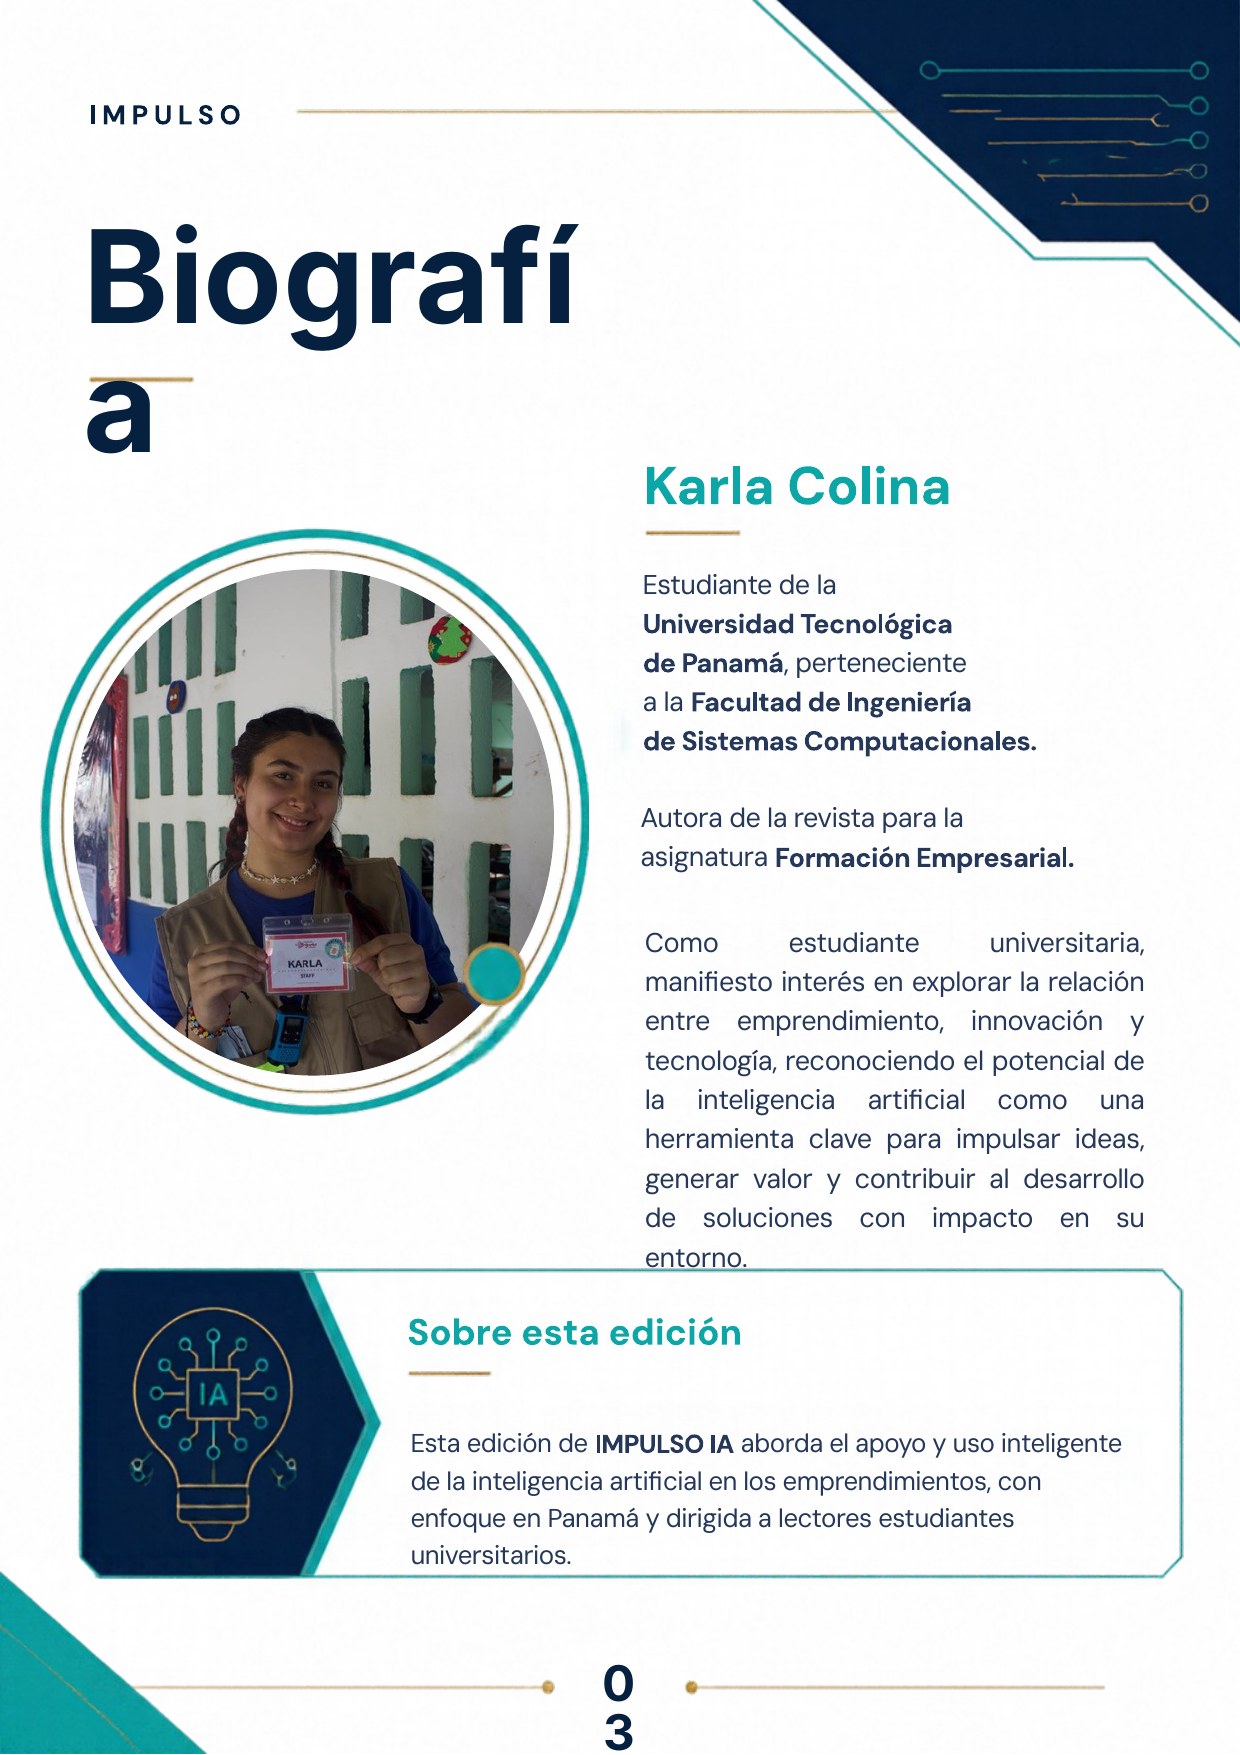 IMPULSO
Biografí
a
Karla Colina
Estudiante de la
Universidad Tecnológica
de Panamá, perteneciente
a la Facultad de Ingeniería
de Sistemas Computacionales.
Autora de la revista para la
asignatura Formación Empresarial.
Como estudiante universitaria,
manifiesto interés en explorar la relación
entre emprendimiento, innovación y
tecnología, reconociendo el potencial de
la inteligencia artificial como una
herramienta clave para impulsar ideas,
generar valor y contribuir al desarrollo
de soluciones con impacto en su
entorno.
KARLA
STAFF
IA
Sobre esta edición
Esta edición de IMPULSO IA aborda el apoyo y uso inteligente
de la inteligencia artificial en los emprendimientos, con
enfoque en Panamá y dirigida a lectores estudiantes
universitarios.
0
3